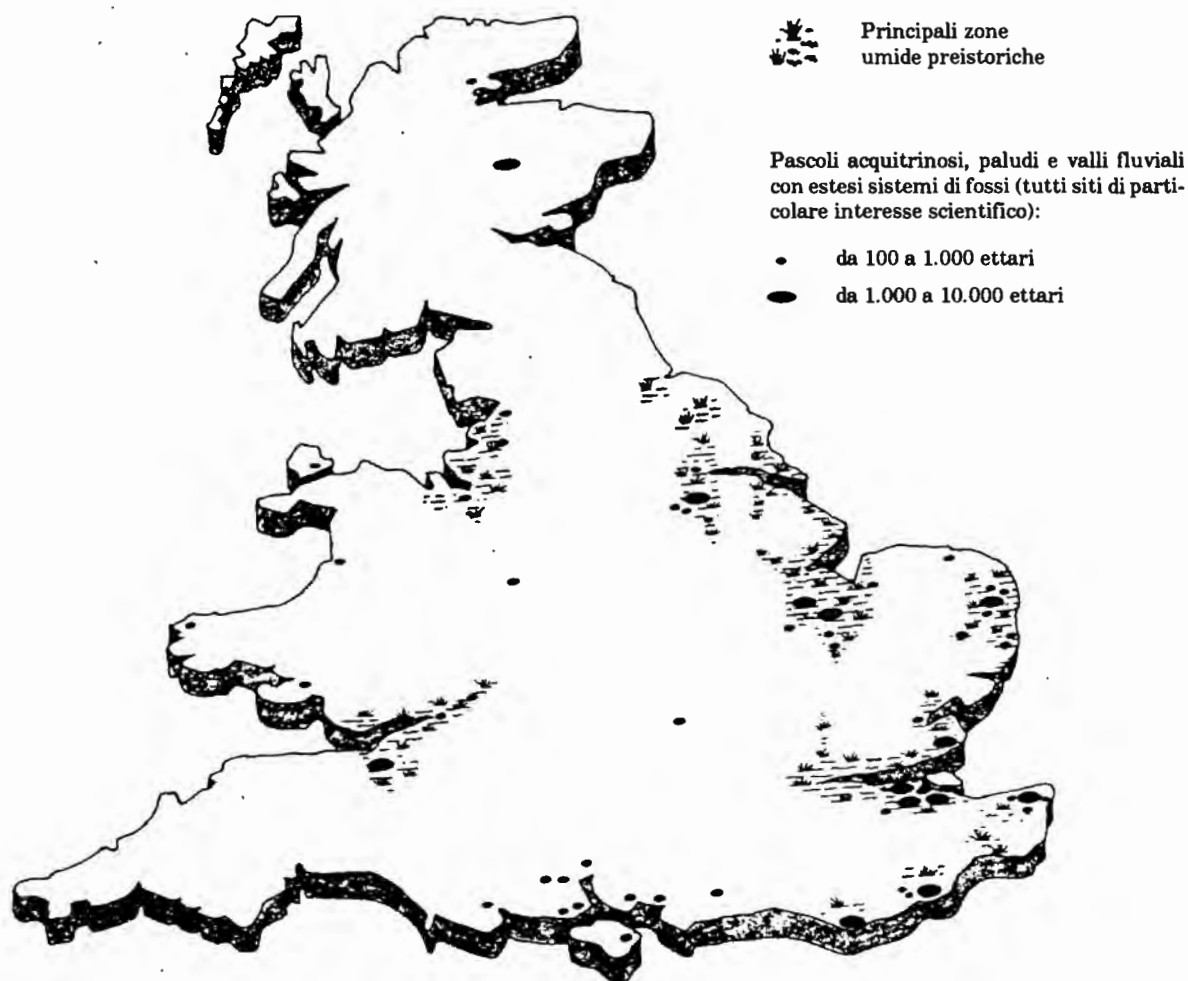 Principali zone
umide preistoriche
Pascoli acquitrinosi, paludi e valli fluviali
con estesi sistemi di fossi (tutti siti di parti-
colare interesse scientifico):
da 100 a 1.000 ettari
da 1.000 a 10.000 ettari